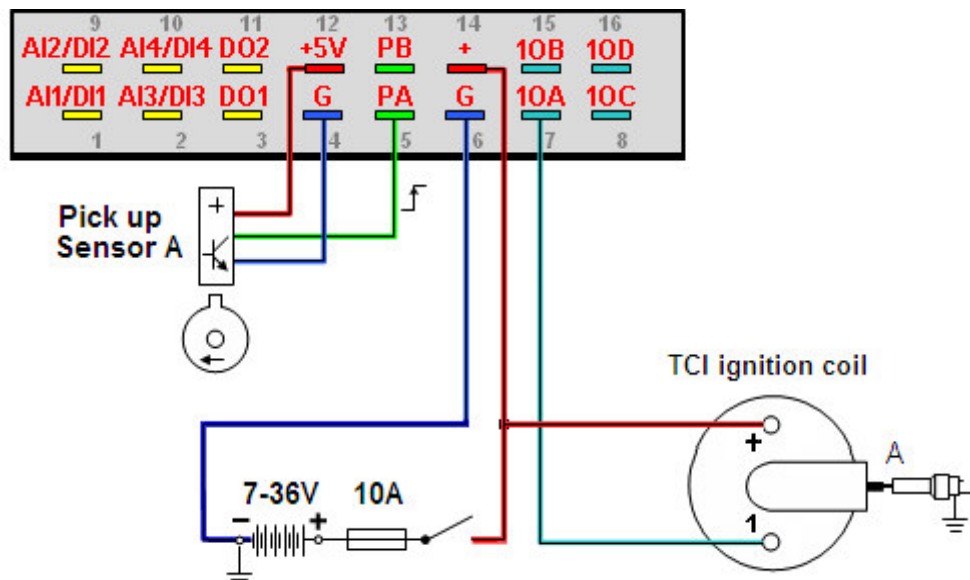 9 10 11 12 13 14 15 16
AI2/DI2 AI4/DI4 DO2 +5V PB + 1OB 1OD
AI1/DI1 AI3/DI3 DO1 G PA G 1OA 1OC
1 2 3 4 5 6 7 8
Pick up
Sensor A
+
TCI ignition coil
+
A
1
7-36V 10A
- +